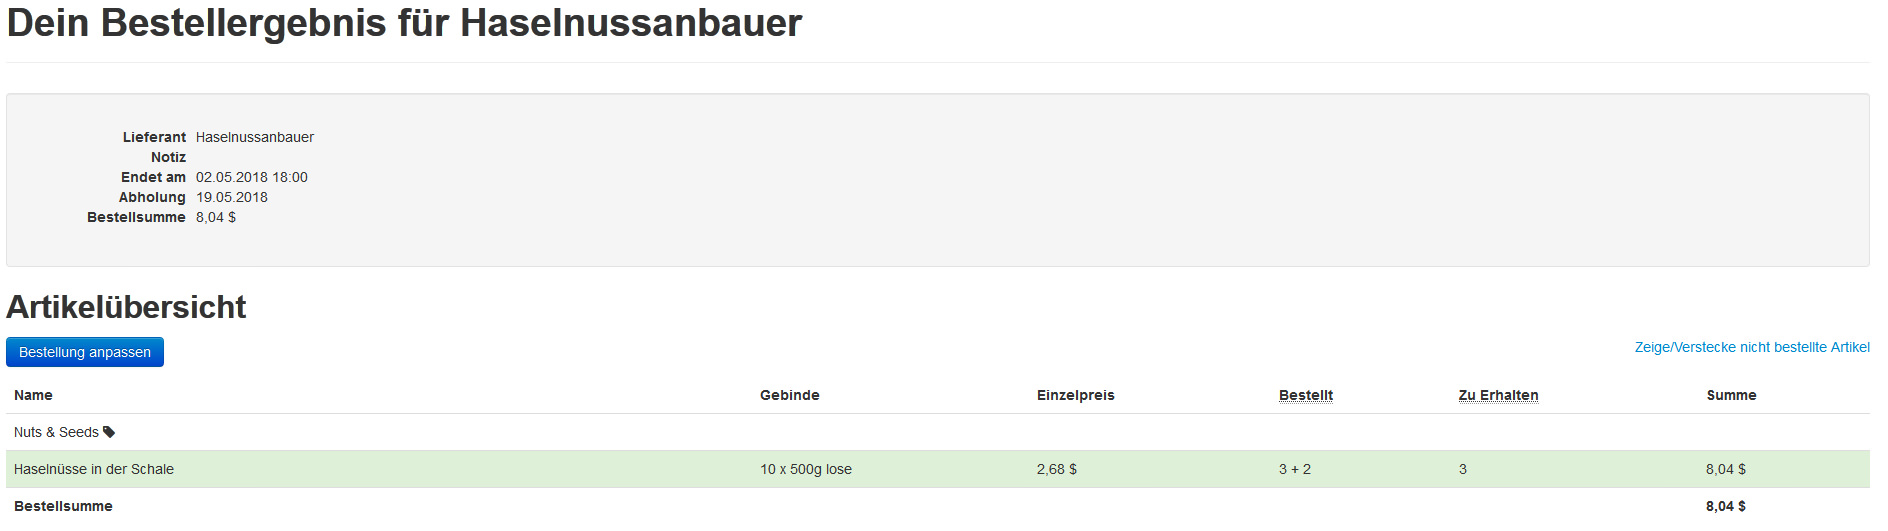 Dein Bestellergebnis für Haselnussanbauer
Lieferant Haselnussanbauer
Notiz
Endet am 02.05.2018 18:00
Abholung 19.05.2018
Bestellsumme 8,04 $
Artikelübersicht
Bestellung anpassen Zeige/Verstecke nicht bestellte Artikel
Name Gebinde Einzelpreis Bestellt Zu Erhalten Summe
Nuts & Seeds
Haselnüsse in der Schale 10 x 500g lose 2,68 $ 3 + 2 3 8,04 $
Bestellsumme 8,04 $